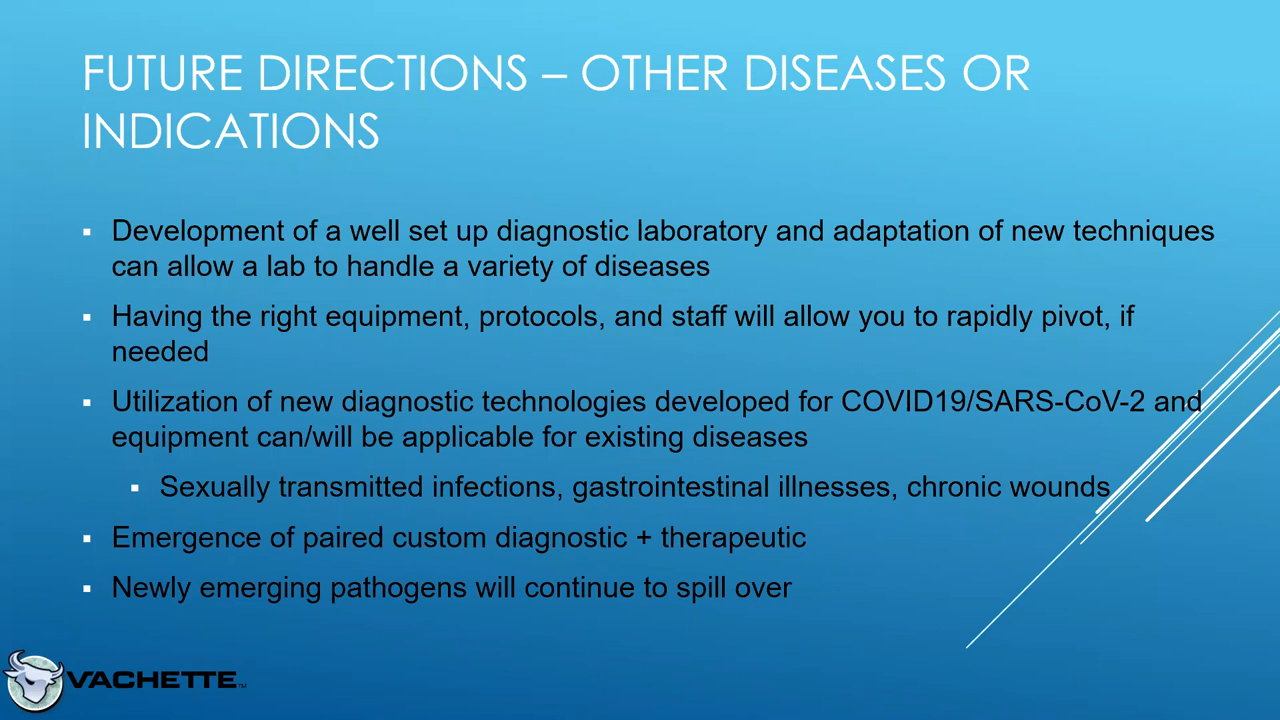 FUTURE DIRECTIONS – OTHER DISEASES OR
INDICATIONS
▪ Development of a well set up diagnostic laboratory and adaptation of new techniques
can allow a lab to handle a variety of diseases
▪ Having the right equipment, protocols, and staff will allow you to rapidly pivot, if
needed
▪ Utilization of new diagnostic technologies developed for COVID19/SARS-CoV-2 and
equipment can/will be applicable for existing diseases
▪ Sexually transmitted infections, gastrointestinal illnesses, chronic wounds
▪ Emergence of paired custom diagnostic + therapeutic
▪ Newly emerging pathogens will continue to spill over
VACHETTE™